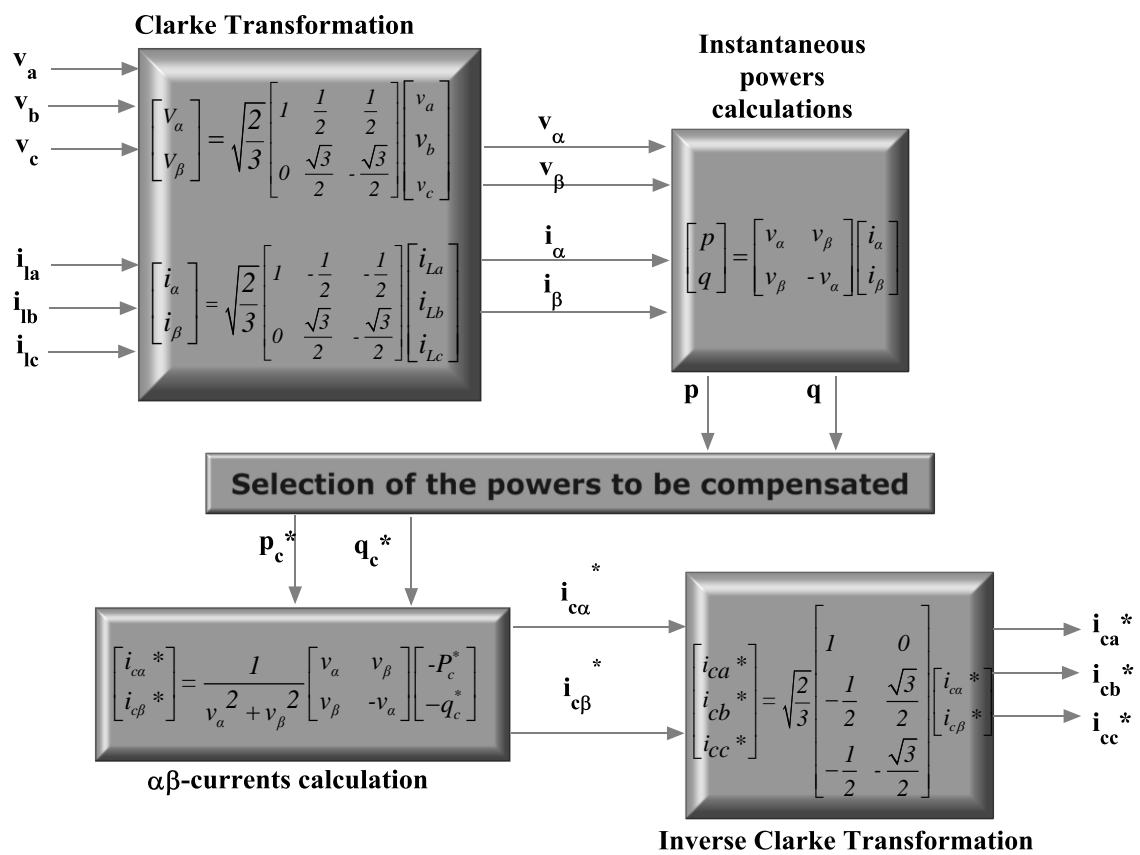 Clarke Transformation
v_a
v_b
v_c
[V_α V_β] = √(2/3) [1 1/2 1/2; 0 √3/2 -√3/2] [v_a v_b v_c]
i_la
i_lb
i_lc
[i_α i_β] = √(2/3) [1 -1/2 -1/2; 0 √3/2 -√3/2] [i_La i_Lb i_Lc]
v_α
v_β
i_α
i_β
Instantaneous
powers
calculations
[p q] = [v_α v_β; v_β -v_α] [i_α i_β]
p
q
Selection of the powers to be compensated
p_c*
q_c*
[i_cα* i_cβ*] = 1/(v_α^2 + v_β^2) [v_α v_β; v_β -v_α] [-P_c* −q_c*]
αβ-currents calculation
i_cα*
i_cβ*
[i_ca* i_cb* i_cc*] = √(2/3) [1 0; −1/2 √3/2; −1/2 -√3/2] [i_cα* i_cβ*]
Inverse Clarke Transformation
i_ca*
i_cb*
i_cc*